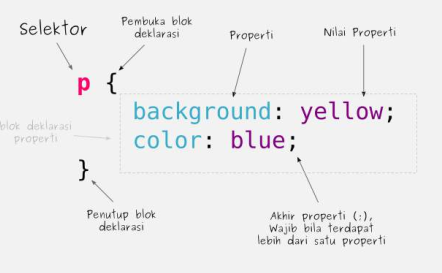 Selektor
Pembuka blok
deklarasi
Properti
Nilai Properti
p {
blok deklarasi
properti
background: yellow;
color: blue;
}
Penutup blok
deklarasi
Akhir properti (;),
Wajib bila terdapat
lebih dari satu properti